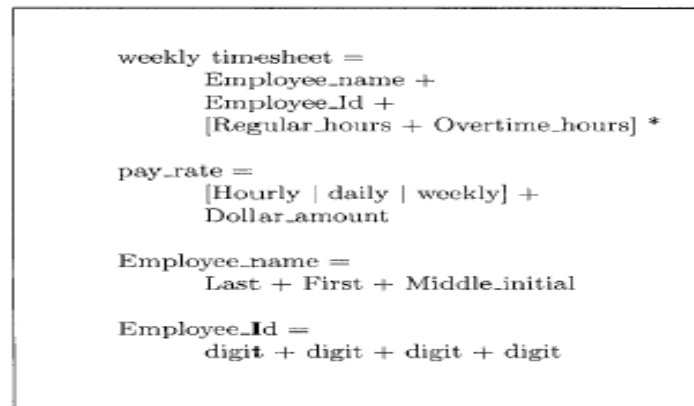 weekly timesheet =
Employee_name +
Employee_Id +
[Regular_hours + Overtime_hours] *
pay_rate =
[Hourly | daily | weekly] +
Dollar_amount
Employee_name =
Last + First + Middle_initial
Employee_Id =
digit + digit + digit + digit